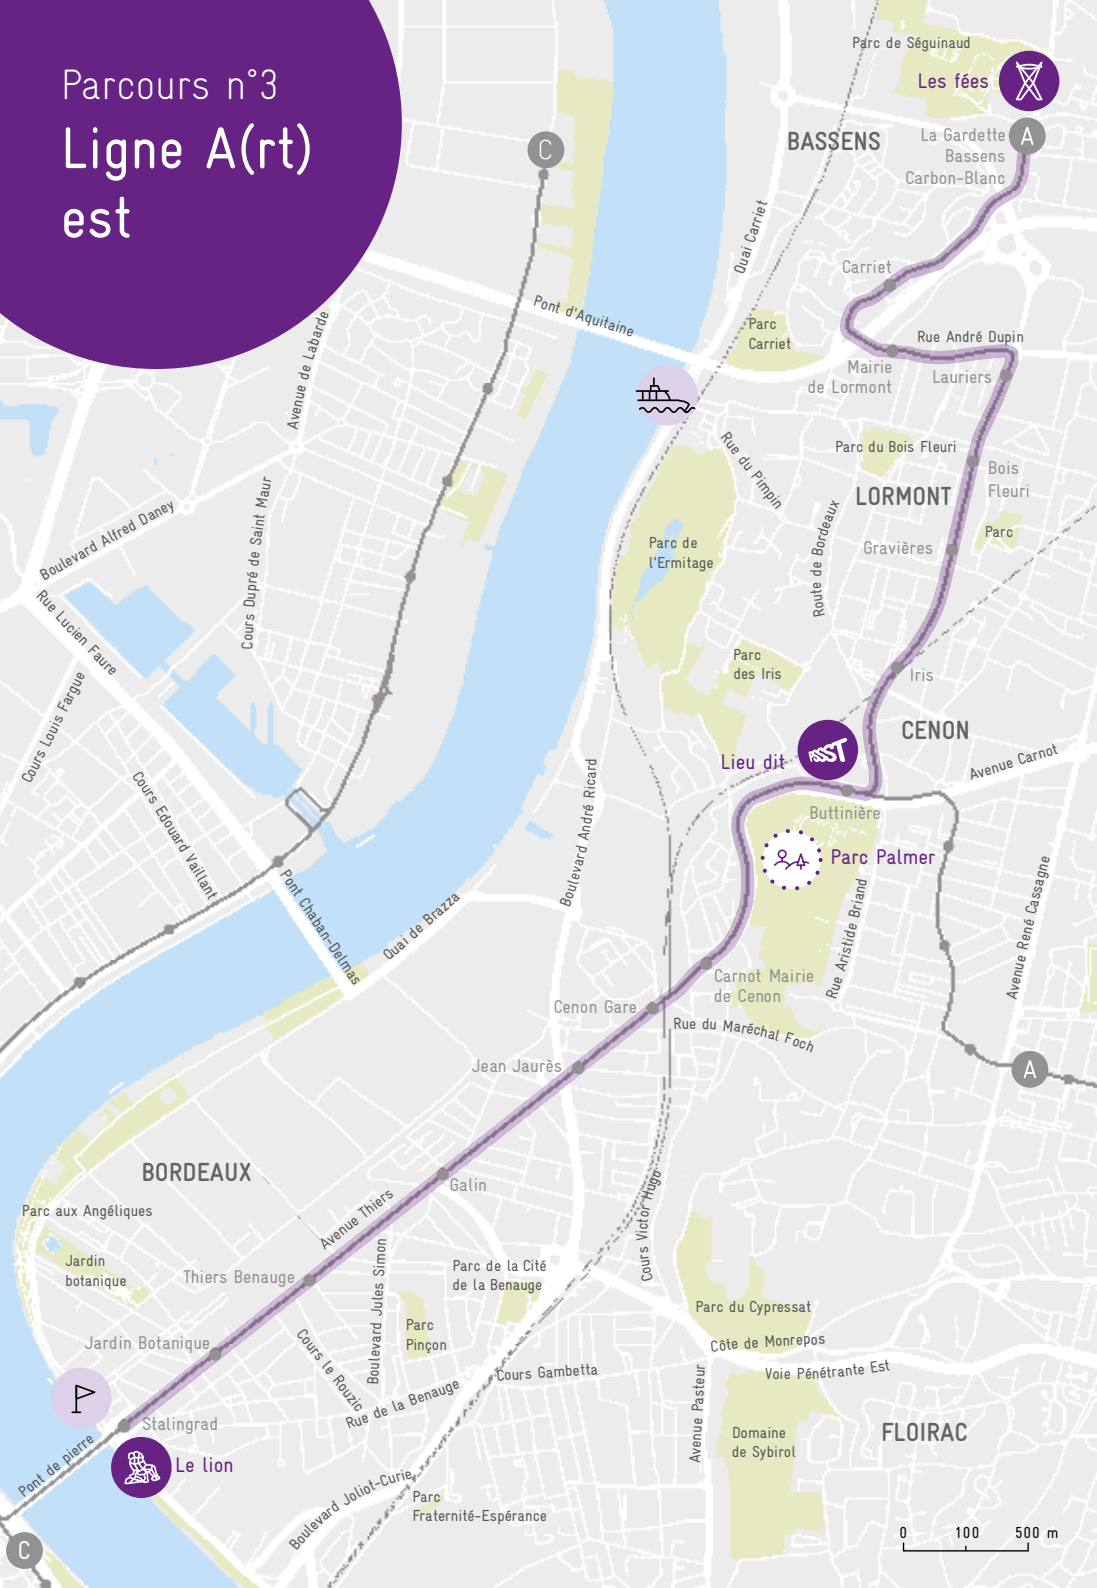 Parcours n°3
Ligne A(rt)
est
Parc de Séguinaud
Les fées
A
La Gardette
Bassens
Carbon-Blanc
BASSENS
C
Quai Carriet
Carriet
Pont d'Aquitaine
Parc
Carriet
Rue André Dupin
Mairie
de Lormont
Lauriers
Avenue de Labarde
Parc du Bois Fleuri
Bois
Fleuri
Rue du Pimpin
LORMONT
Cours Dupré de Saint Maur
Boulevard Alfred Daney
Route de Bordeaux
Parc
Gravières
Parc de
l'Ermitage
Rue Lucien Faure
Parc
des Iris
Iris
Cours Louis Fargue
CENON
Lieu dit
PSSST
Avenue Carnot
Cours Edouard Vaillant
Boulevard André Ricard
Buttinière
Parc Palmer
Pont Chaban-Delmas
Quai de Brazza
Rue Aristide Briand
Avenue René Cassagne
Carnot Mairie
de Cenon
Cenon Gare
Rue du Maréchal Foch
Jean Jaurès
A
BORDEAUX
Galin
Parc aux Angéliques
Avenue Thiers
Cours Victor Hugo
Jardin
botanique
Thiers Benauge
Boulevard Jules Simon
Parc de la Cité
de la Benauge
Parc du Cypressat
Parc
Pinçon
Jardin Botanique
Côte de Monrepos
Cours le Rouzic
Voie Pénétrante Est
Cours Gambetta
Rue de la Benauge
Avenue Pasteur
Stalingrad
Domaine
de Sybirol
FLOIRAC
Pont de pierre
Le lion
Boulevard Joliot-Curie
Parc
Fraternité-Espérance
C
0 100 500 m